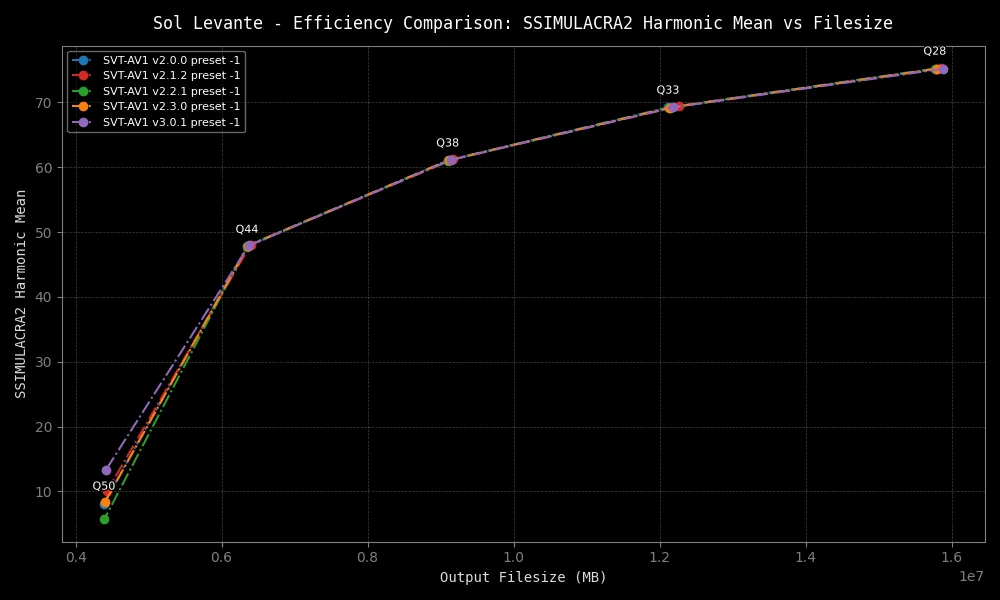 Sol Levante - Efficiency Comparison: SSIMULACRA2 Harmonic Mean vs Filesize
SVT-AV1 v2.0.0 preset -1
SVT-AV1 v2.1.2 preset -1
SVT-AV1 v2.2.1 preset -1
SVT-AV1 v2.3.0 preset -1
SVT-AV1 v3.0.1 preset -1
Q28
Q33
Q38
Q44
Q50
SSIMULACRA2 Harmonic Mean
70
60
50
40
30
20
10
0.4 0.6 0.8 1.0 1.2 1.4 1.6
1e7
Output Filesize (MB)